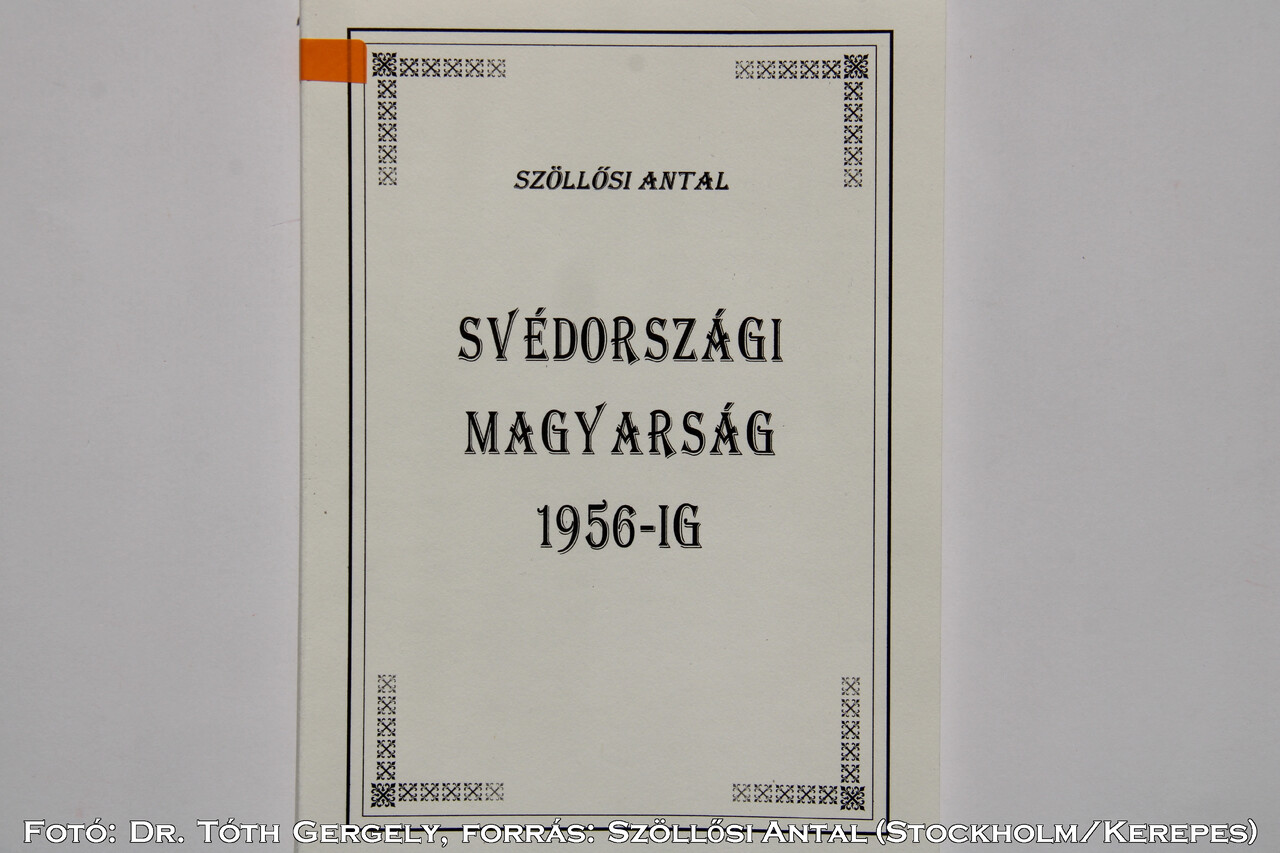 SZÖLLŐSI ANTAL
SVÉDORSZÁGI
MAGYARSÁG
1956-IG
FOTÓ: DR. TÓTH GERGELY, FORRÁS: SZÖLLŐSI ANTAL (STOCKHOLM/KEREPES)